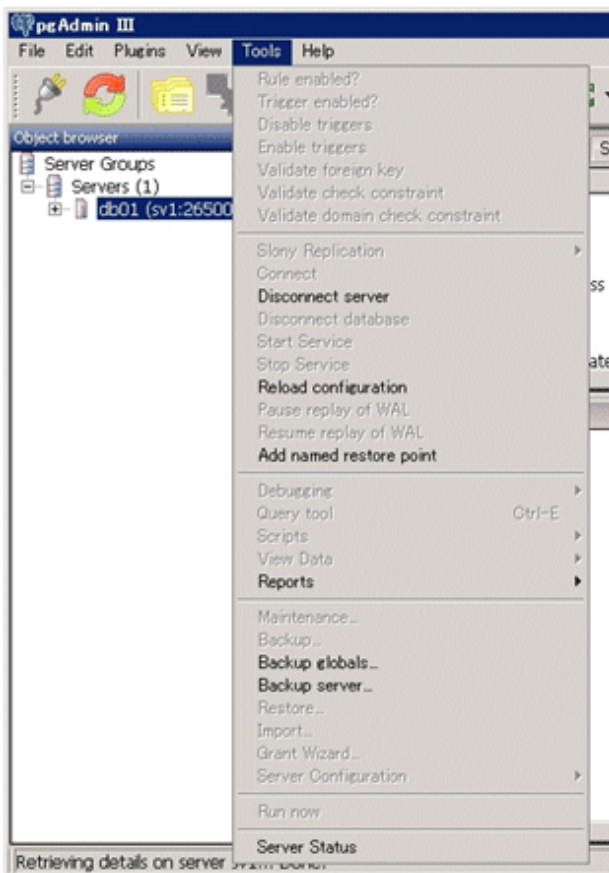 pgAdmin III
File Edit Plugins View Tools Help
Object browser
Server Groups
Servers (1)
db01 (sv1:26500
Rule enabled?
Trigger enabled?
Disable triggers
Enable triggers
Validate foreign key
Validate check constraint
Validate domain check constraint
Slony Replication
Connect
Disconnect server
Disconnect database
Start Service
Stop Service
Reload configuration
Pause replay of WAL
Resume replay of WAL
Add named restore point
Debugging
Query tool Ctrl-E
Scripts
View Data
Reports
Maintenance...
Backup...
Backup globals...
Backup server...
Restore...
Import...
Grant Wizard...
Server Configuration
Run now
Server Status
S
ss
ate
Retrieving details on server sv1... Done.